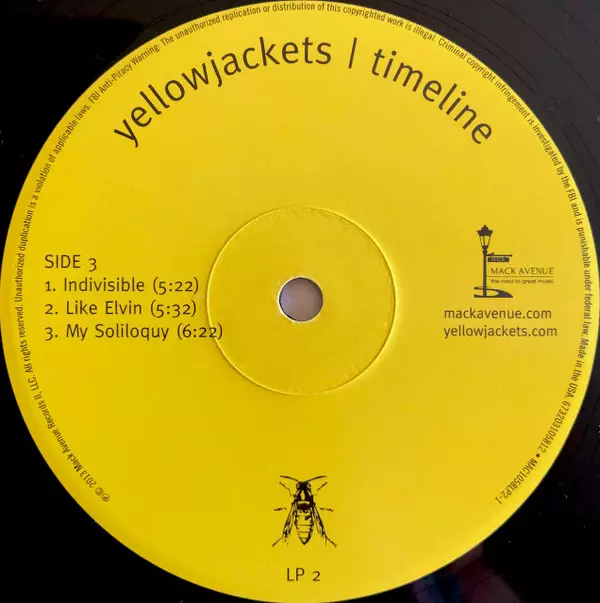 yellowjackets | timeline
SIDE 3
1. Indivisible (5:22)
2. Like Elvin (5:32)
3. My Soliloquy (6:22)
MACK AVENUE
the road to great music
mackavenue.com
yellowjackets.com
LP 2
℗© 2013 Mack Avenue Records II, LLC. All rights reserved. Unauthorized duplication is a violation of applicable laws. FBI Anti-Piracy Warning: The unauthorized replication or distribution of this copyrighted work is illegal. Criminal copyright infringement is investigated by the FBI and is punishable under federal law. Made in the USA. 673203105812 • MAC1058LP2-1